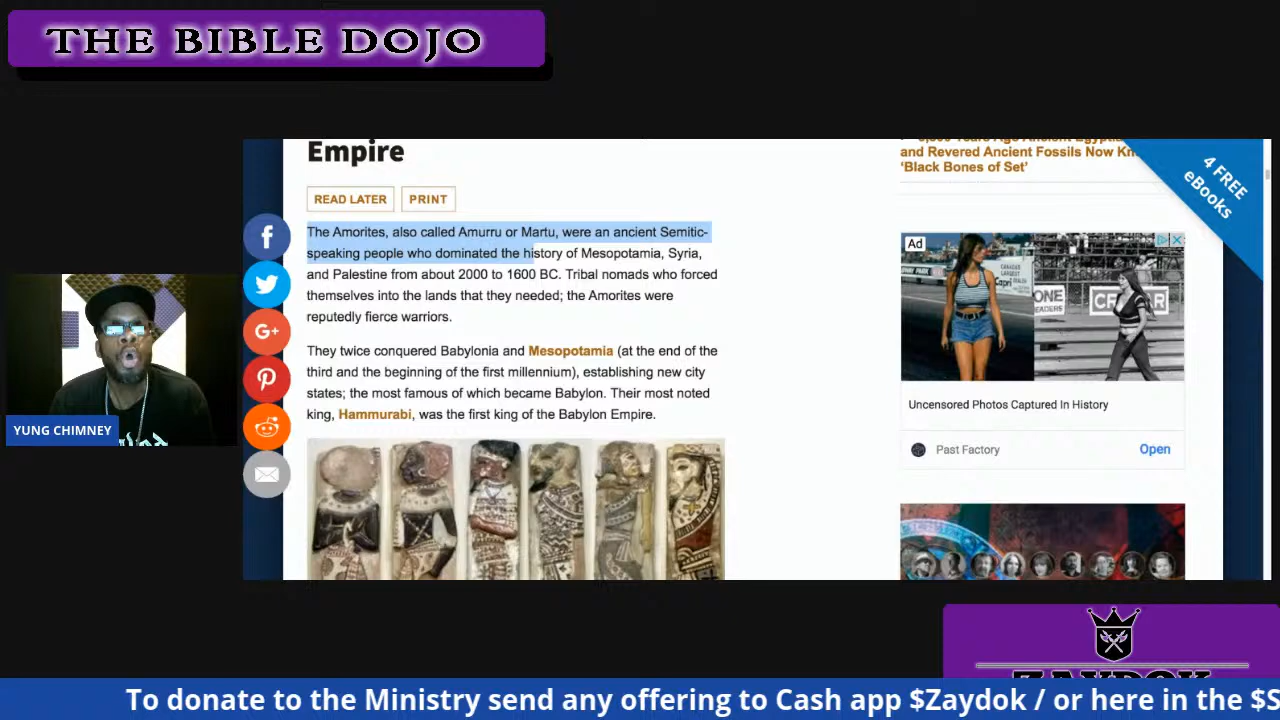 THE BIBLE DOJO
Empire
READ LATER PRINT
The Amorites, also called Amurru or Martu, were an ancient Semitic-
speaking people who dominated the history of Mesopotamia, Syria,
and Palestine from about 2000 to 1600 BC. Tribal nomads who forced
themselves into the lands that they needed; the Amorites were
reputedly fierce warriors.
They twice conquered Babylonia and Mesopotamia (at the end of the
third and the beginning of the first millennium), establishing new city
states; the most famous of which became Babylon. Their most noted
king, Hammurabi, was the first king of the Babylon Empire.
and Revered Ancient Fossils Now
'Black Bones of Set'
4 FREE
eBooks
Ad
Uncensored Photos Captured In History
Past Factory Open
YUNG CHIMNEY
ZAYDOK
To donate to the Ministry send any offering to Cash app $Zaydok / or here in the $S